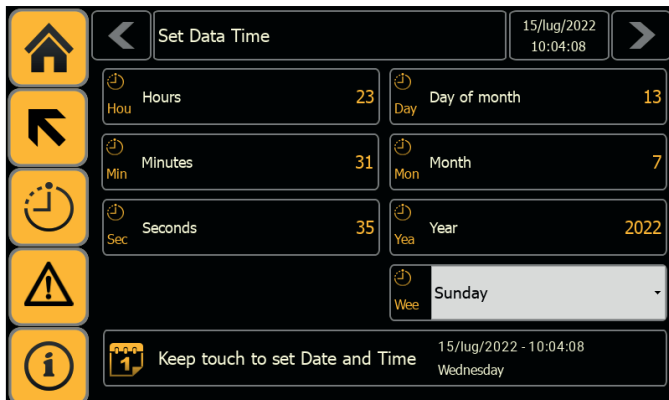 Set Data Time
15/lug/2022
10:04:08
Hou Hours 23
Day Day of month 13
Min Minutes 31
Mon Month 7
Sec Seconds 35
Yea Year 2022
Wee Sunday
1 Keep touch to set Date and Time
15/lug/2022 - 10:04:08
Wednesday
i